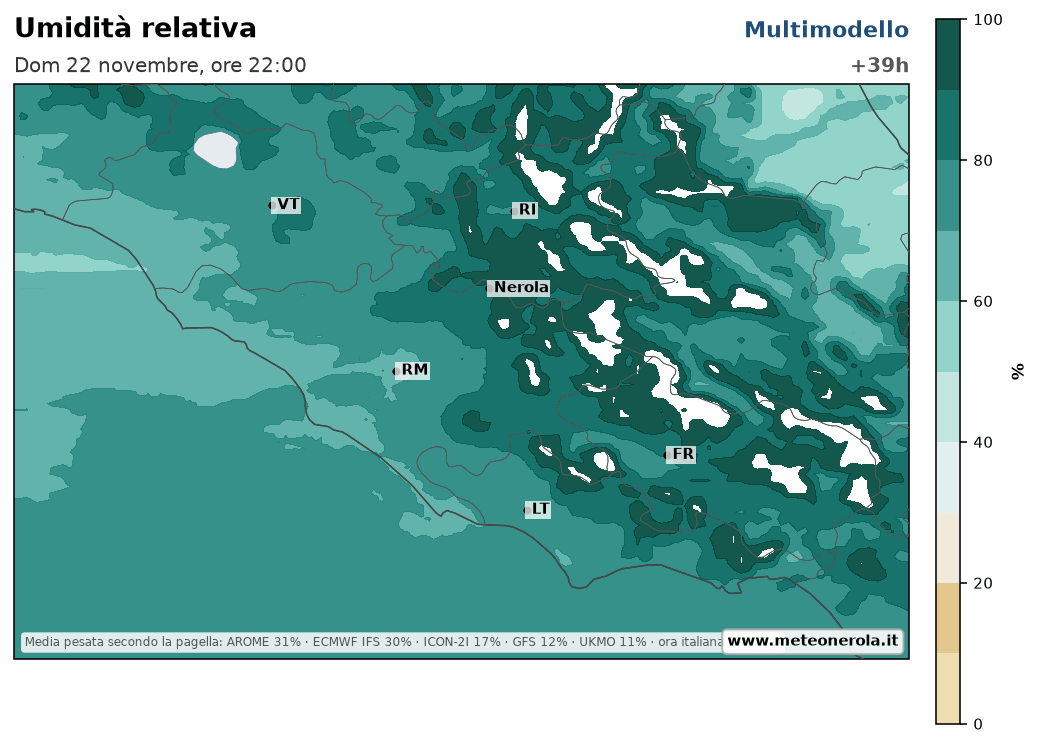 Umidità relativa
Multimodello
Dom 22 novembre, ore 22:00
+39h
100
80
60
40
20
0
%
VT
RI
Nerola
RM
FR
LT
Media pesata secondo la pagella: AROME 31% · ECMWF IFS 30% · ICON-2I 17% · GFS 12% · UKMO 11% · ora italiana
www.meteonerola.it